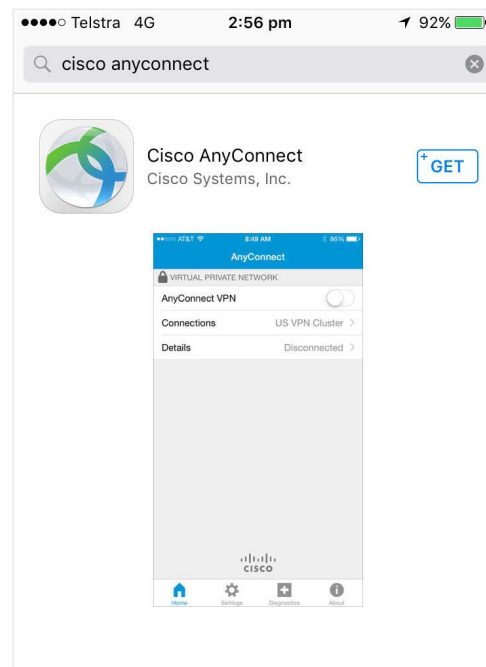 Telstra 4G 2:56 pm 92%
cisco anyconnect
Cisco AnyConnect
Cisco Systems, Inc.
+GET
AT&T 8:49 AM 86%
AnyConnect
VIRTUAL PRIVATE NETWORK
AnyConnect VPN
Connections US VPN Cluster >
Details Disconnected >
CISCO
Home Settings Diagnostics About